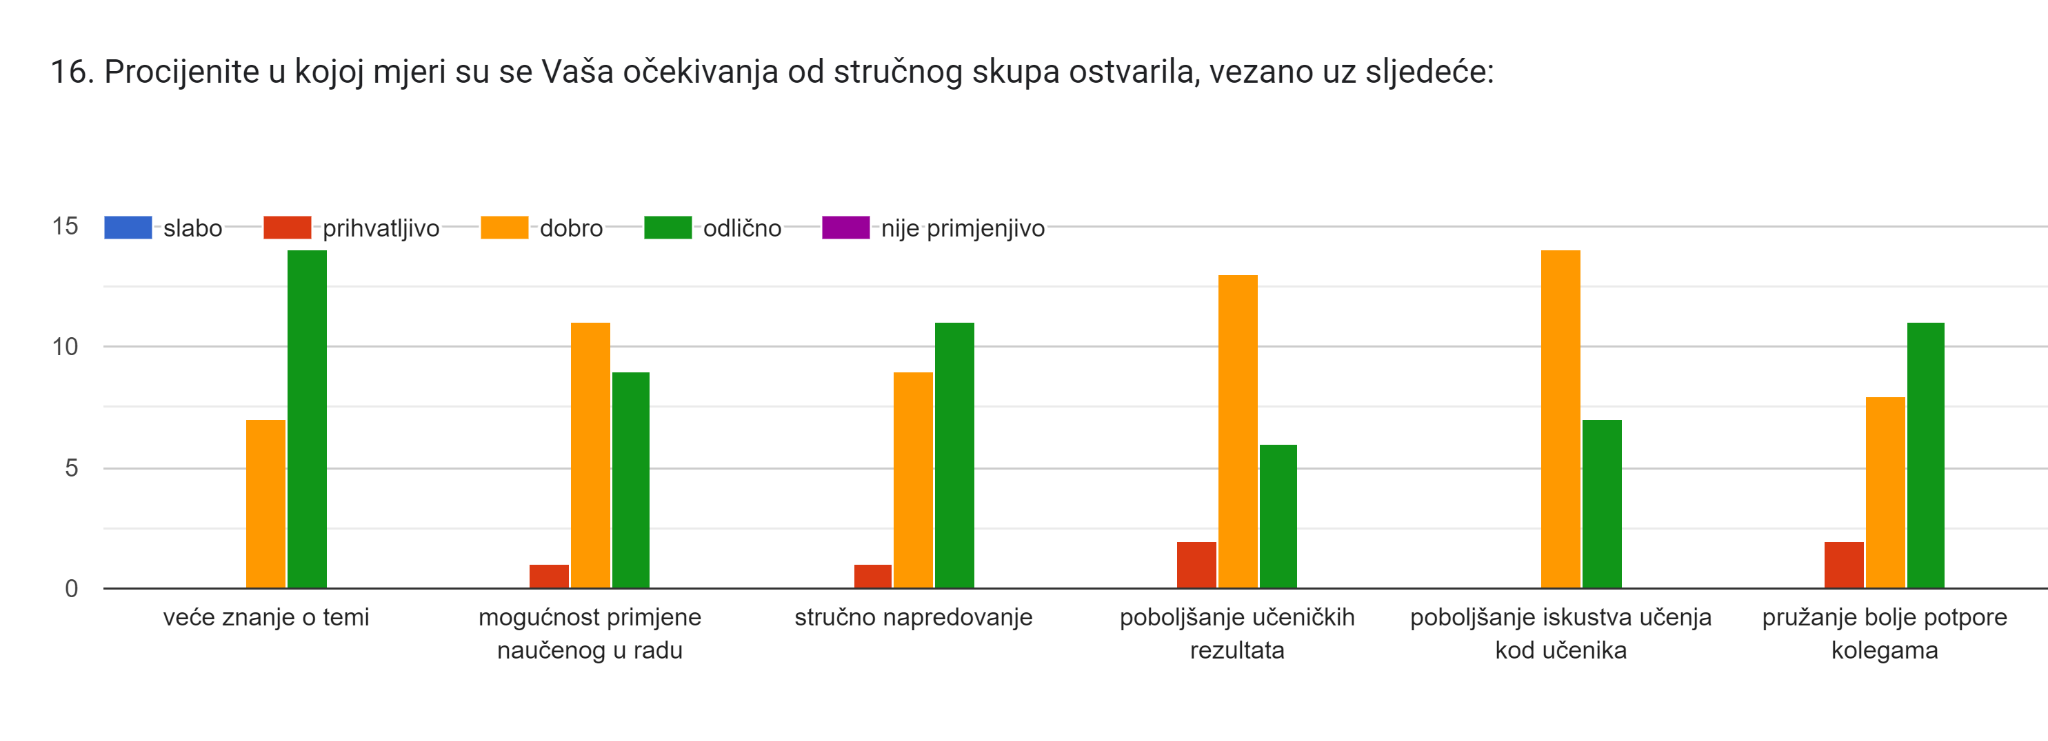 16. Procijenite u kojoj mjeri su se Vaša očekivanja od stručnog skupa ostvarila, vezano uz sljedeće:
15
slabo
prihvatljivo
dobro
odlično
nije primjenjivo
10
5
0
veće znanje o temi
mogućnost primjene
naučenog u radu
stručno napredovanje
poboljšanje učeničkih
rezultata
poboljšanje iskustva učenja
kod učenika
pružanje bolje potpore
kolegama